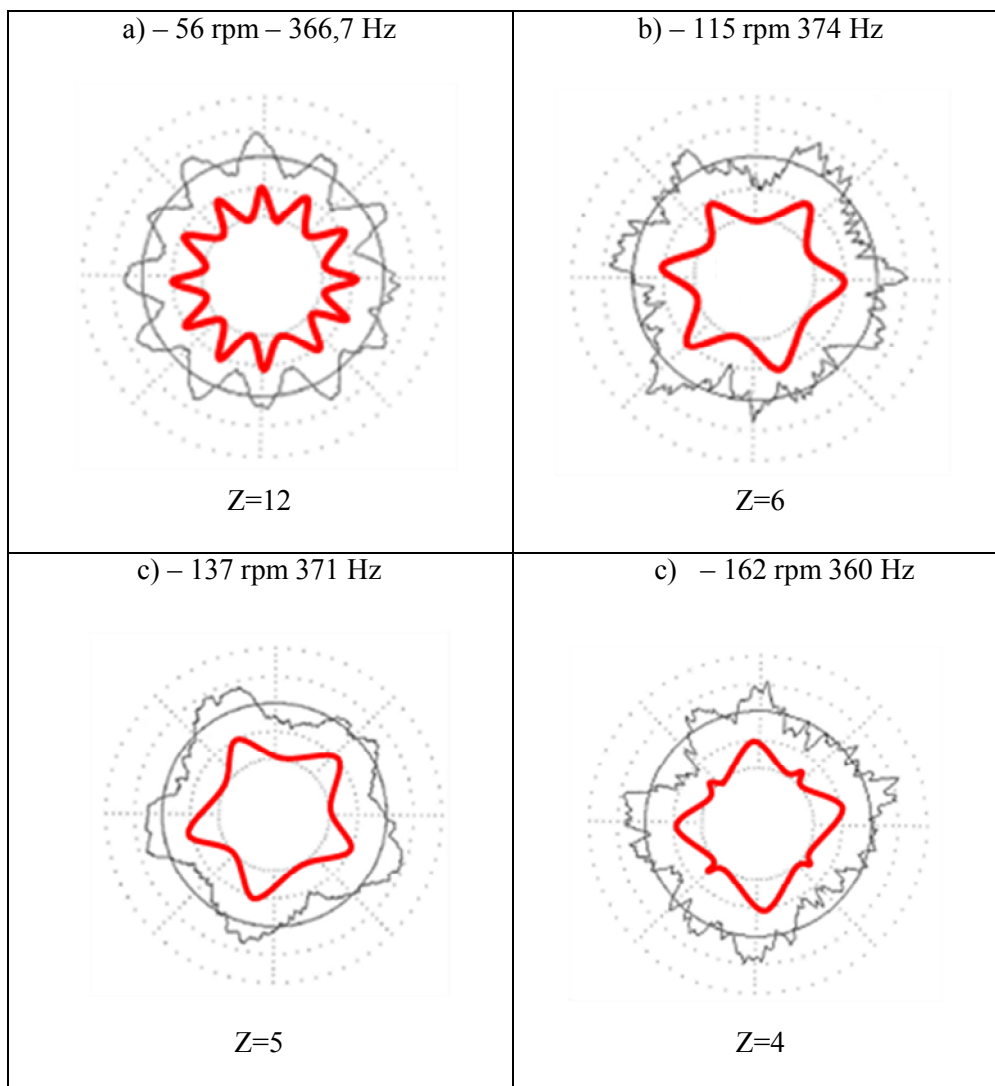 a) – 56 rpm – 366,7 Hz
b) – 115 rpm 374 Hz
Z=12
Z=6
c) – 137 rpm 371 Hz
c) – 162 rpm 360 Hz
Z=5
Z=4